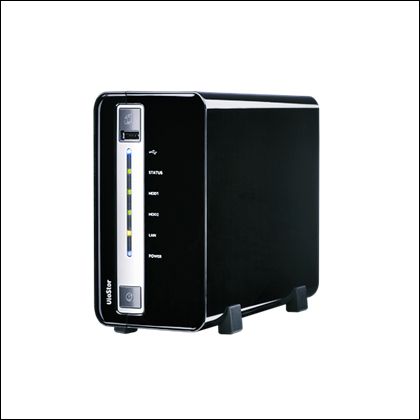 STATUS
HDD1
HDD2
LAN
POWER
VioStor